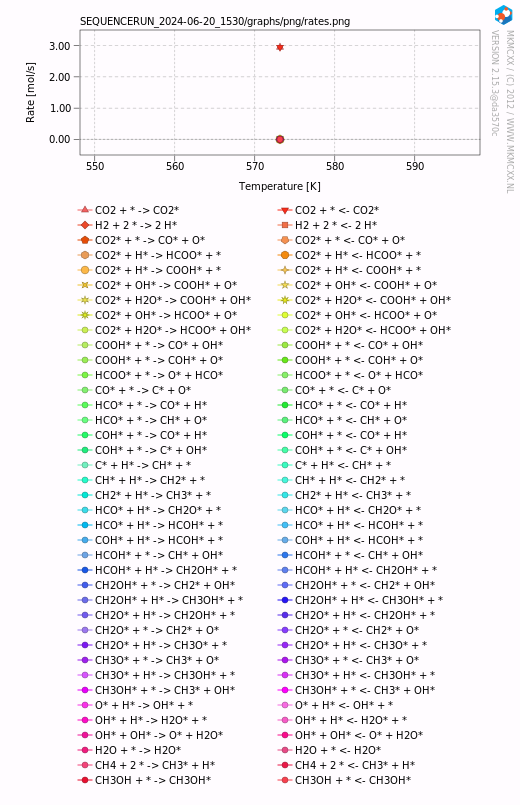 SEQUENCERUN_2024-06-20_1530/graphs/png/rates.png
MKMCXX / (C) 2012 / WWW.MKMCXX.NL
VERSION 2.15.3@da3570c
Rate [mol/s]
3.00
2.00
1.00
0.00
550 560 570 580 590
Temperature [K]
CO2 + * -> CO2* CO2 + * <- CO2*
H2 + 2 * -> 2 H* H2 + 2 * <- 2 H*
CO2* + * -> CO* + O* CO2* + * <- CO* + O*
CO2* + H* -> HCOO* + * CO2* + H* <- HCOO* + *
CO2* + H* -> COOH* + * CO2* + H* <- COOH* + *
CO2* + OH* -> COOH* + O* CO2* + OH* <- COOH* + O*
CO2* + H2O* -> COOH* + OH* CO2* + H2O* <- COOH* + OH*
CO2* + OH* -> HCOO* + O* CO2* + OH* <- HCOO* + O*
CO2* + H2O* -> HCOO* + OH* CO2* + H2O* <- HCOO* + OH*
COOH* + * -> CO* + OH* COOH* + * <- CO* + OH*
COOH* + * -> COH* + O* COOH* + * <- COH* + O*
HCOO* + * -> O* + HCO* HCOO* + * <- O* + HCO*
CO* + * -> C* + O* CO* + * <- C* + O*
HCO* + * -> CO* + H* HCO* + * <- CO* + H*
HCO* + * -> CH* + O* HCO* + * <- CH* + O*
COH* + * -> CO* + H* COH* + * <- CO* + H*
COH* + * -> C* + OH* COH* + * <- C* + OH*
C* + H* -> CH* + * C* + H* <- CH* + *
CH* + H* -> CH2* + * CH* + H* <- CH2* + *
CH2* + H* -> CH3* + * CH2* + H* <- CH3* + *
HCO* + H* -> CH2O* + * HCO* + H* <- CH2O* + *
HCO* + H* -> HCOH* + * HCO* + H* <- HCOH* + *
COH* + H* -> HCOH* + * COH* + H* <- HCOH* + *
HCOH* + * -> CH* + OH* HCOH* + * <- CH* + OH*
HCOH* + H* -> CH2OH* + * HCOH* + H* <- CH2OH* + *
CH2OH* + * -> CH2* + OH* CH2OH* + * <- CH2* + OH*
CH2OH* + H* -> CH3OH* + * CH2OH* + H* <- CH3OH* + *
CH2O* + H* -> CH2OH* + * CH2O* + H* <- CH2OH* + *
CH2O* + * -> CH2* + O* CH2O* + * <- CH2* + O*
CH2O* + H* -> CH3O* + * CH2O* + H* <- CH3O* + *
CH3O* + * -> CH3* + O* CH3O* + * <- CH3* + O*
CH3O* + H* -> CH3OH* + * CH3O* + H* <- CH3OH* + *
CH3OH* + * -> CH3* + OH* CH3OH* + * <- CH3* + OH*
O* + H* -> OH* + * O* + H* <- OH* + *
OH* + H* -> H2O* + * OH* + H* <- H2O* + *
OH* + OH* -> O* + H2O* OH* + OH* <- O* + H2O*
H2O + * -> H2O* H2O + * <- H2O*
CH4 + 2 * -> CH3* + H* CH4 + 2 * <- CH3* + H*
CH3OH + * -> CH3OH* CH3OH + * <- CH3OH*